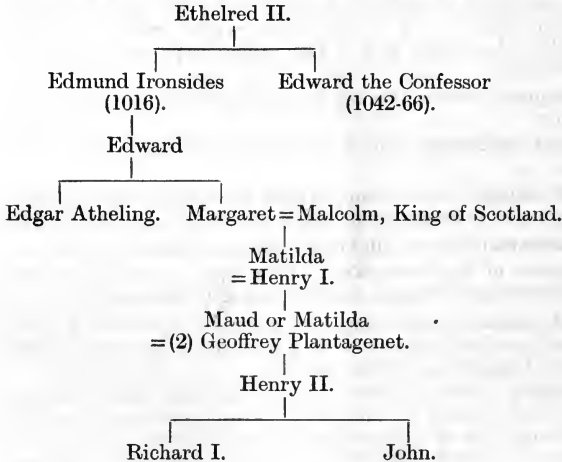 Ethelred II.
Edmund Ironsides Edward the Confessor
(1016). (1042-66).
Edward
Edgar Atheling. Margaret = Malcolm, King of Scotland.
Matilda
= Henry I.
Maud or Matilda
= (2) Geoffrey Plantagenet.
Henry II.
Richard I. John.